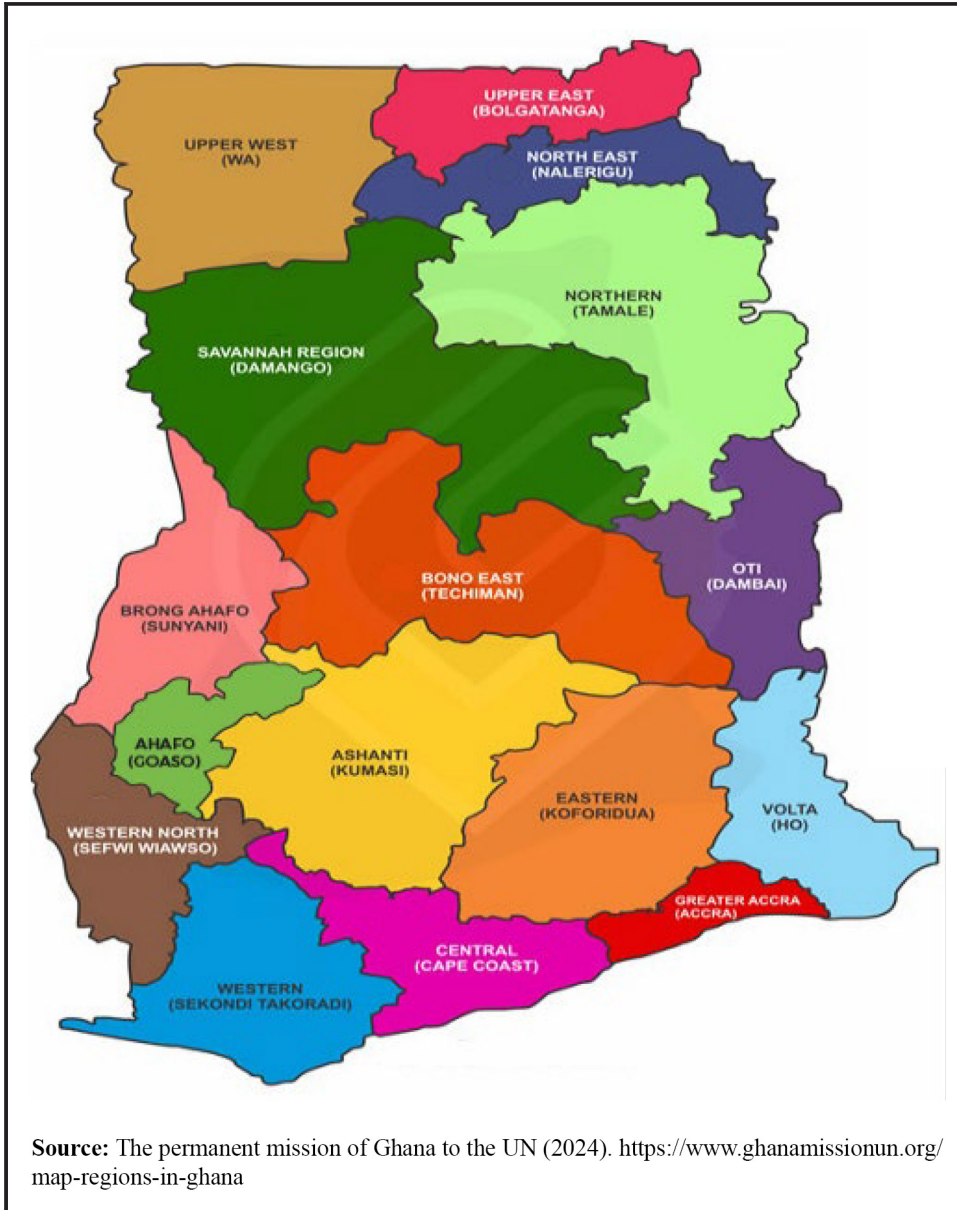 UPPER EAST
(BOLGATANGA)
UPPER WEST
(WA)
NORTH EAST
(NALERIGU)
NORTHERN
(TAMALE)
SAVANNAH REGION
(DAMANGO)
BONO EAST
(TECHIMAN)
OTI
(DAMBAI)
BRONG AHAFO
(SUNYANI)
AHAFO
(GOASO)
ASHANTI
(KUMASI)
EASTERN
(KOFORIDUA)
VOLTA
(HO)
WESTERN NORTH
(SEFWI WIAWSO)
GREATER ACCRA
(ACCRA)
CENTRAL
(CAPE COAST)
WESTERN
(SEKONDI TAKORADI)
Source: The permanent mission of Ghana to the UN (2024). https://www.ghanamissionun.org/
map-regions-in-ghana